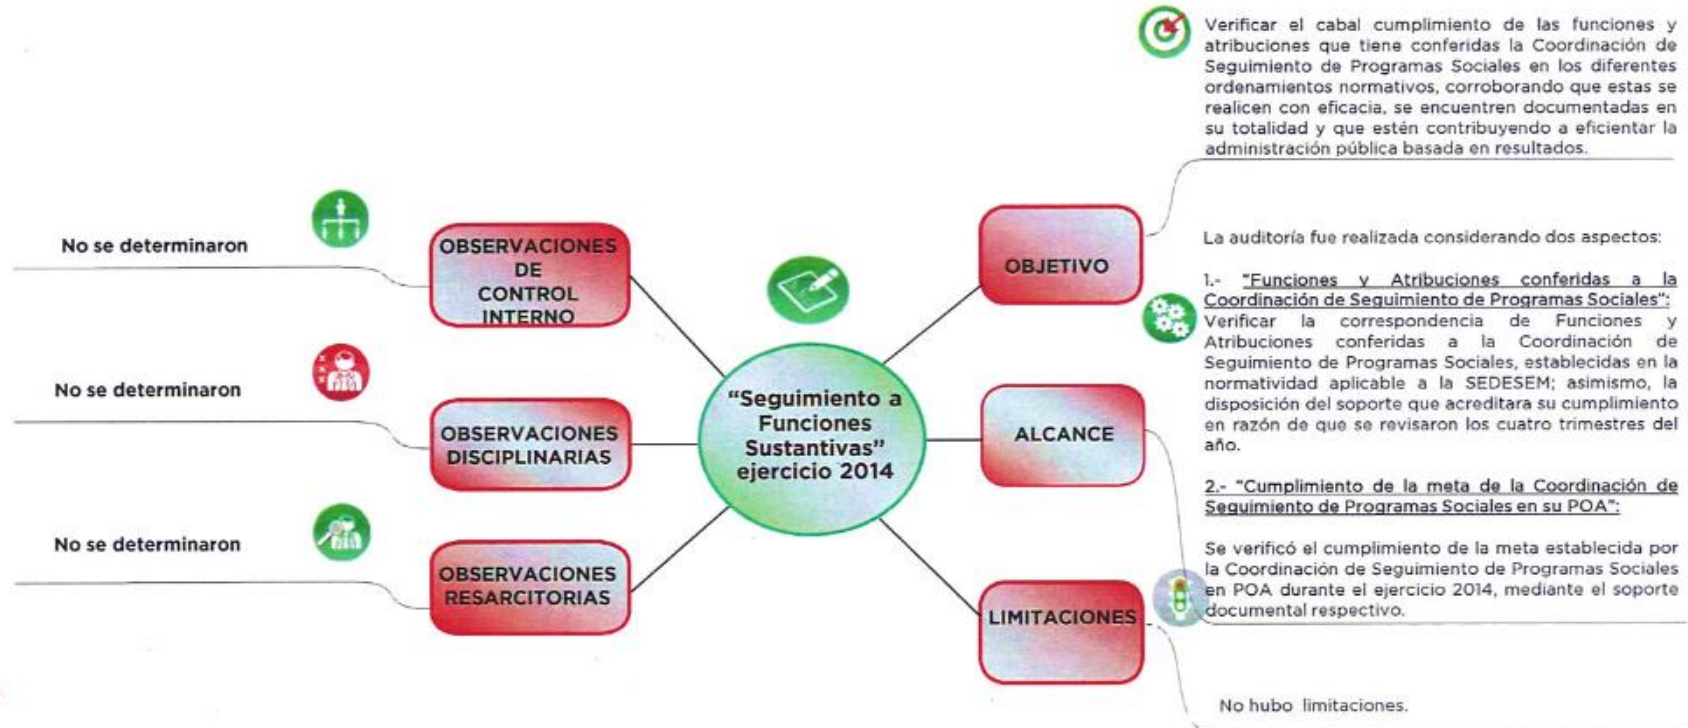 Verificar el cabal cumplimiento de las funciones y
atribuciones que tiene conferidas la Coordinación de
Seguimiento de Programas Sociales en los diferentes
ordenamientos normativos, corroborando que estas se
realicen con eficacia, se encuentren documentadas en
su totalidad y que estén contribuyendo a eficientar la
administración pública basada en resultados.
No se determinaron
OBSERVACIONES
DE
CONTROL
INTERNO
OBJETIVO
La auditoría fue realizada considerando dos aspectos:
1.- "Funciones y Atribuciones conferidas a la
Coordinación de Seguimiento de Programas Sociales":
Verificar la correspondencia de Funciones y
Atribuciones conferidas a la Coordinación de
Seguimiento de Programas Sociales, establecidas en la
normatividad aplicable a la SEDESEM; asimismo, la
disposición del soporte que acreditara su cumplimiento
en razón de que se revisaron los cuatro trimestres del
año.
No se determinaron
OBSERVACIONES
DISCIPLINARIAS
“Seguimiento a
Funciones
Sustantivas”
ejercicio 2014
ALCANCE
2.- "Cumplimiento de la meta de la Coordinación de
Seguimiento de Programas Sociales en su POA":
Se verificó el cumplimiento de la meta establecida por
la Coordinación de Seguimiento de Programas Sociales
en POA durante el ejercicio 2014, mediante el soporte
documental respectivo.
No se determinaron
OBSERVACIONES
RESARCITORIAS
LIMITACIONES
No hubo limitaciones.